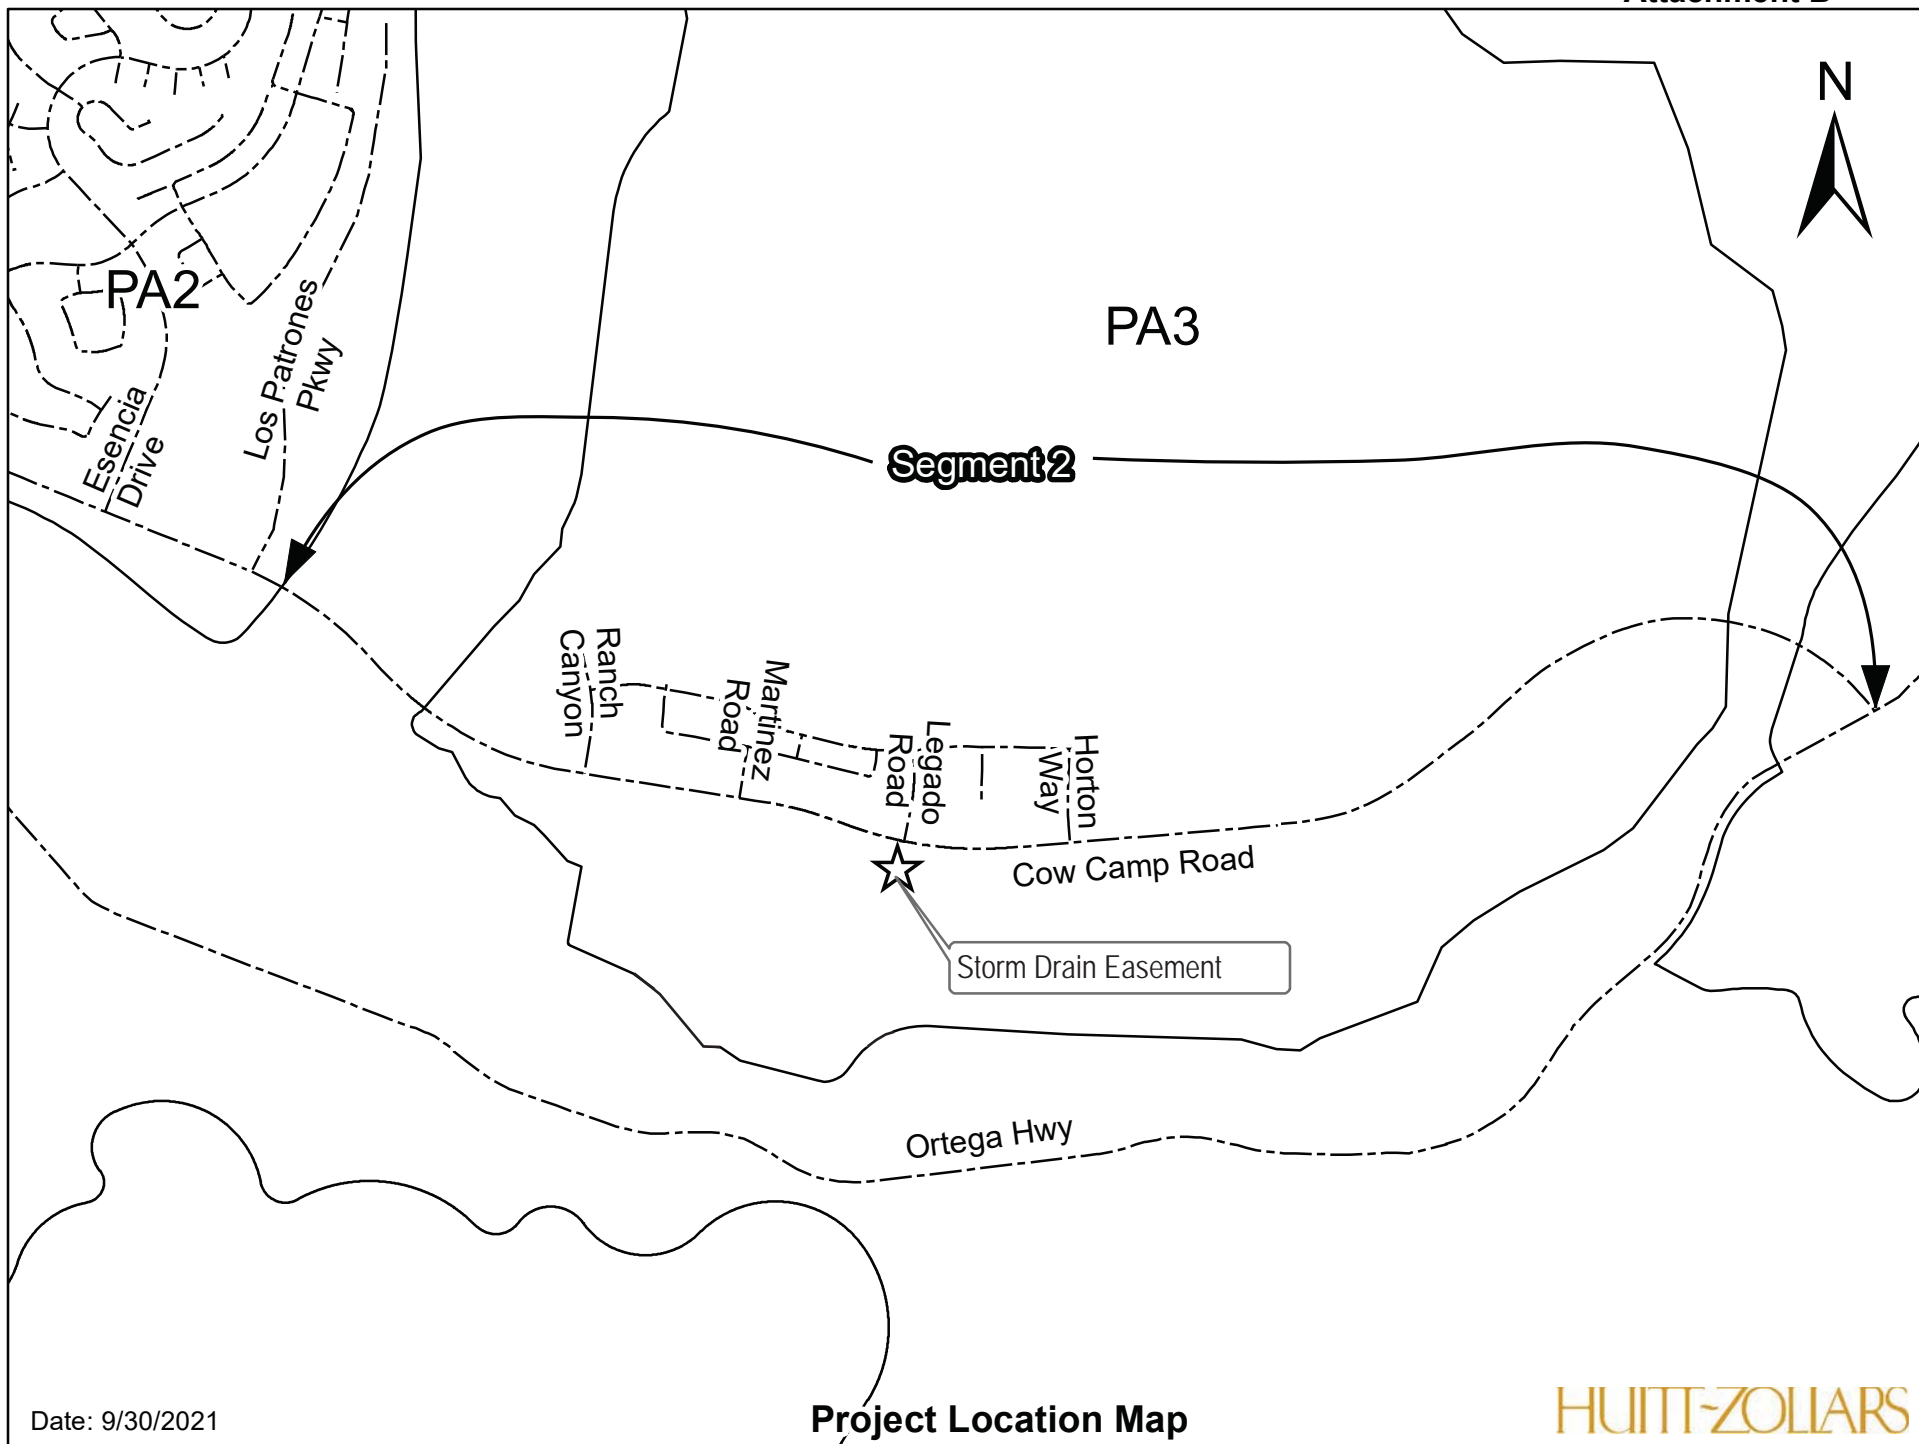 Attachment B
N
PA2
PA3
Los Patrones
Pkwy
Esencia
Drive
Segment 2
Ranch
Canyon
Martinez
Road
Legado
Road
Horton
Way
Cow Camp Road
Storm Drain Easement
Ortega Hwy
Date: 9/30/2021
Project Location Map
HUITT-ZOLLARS